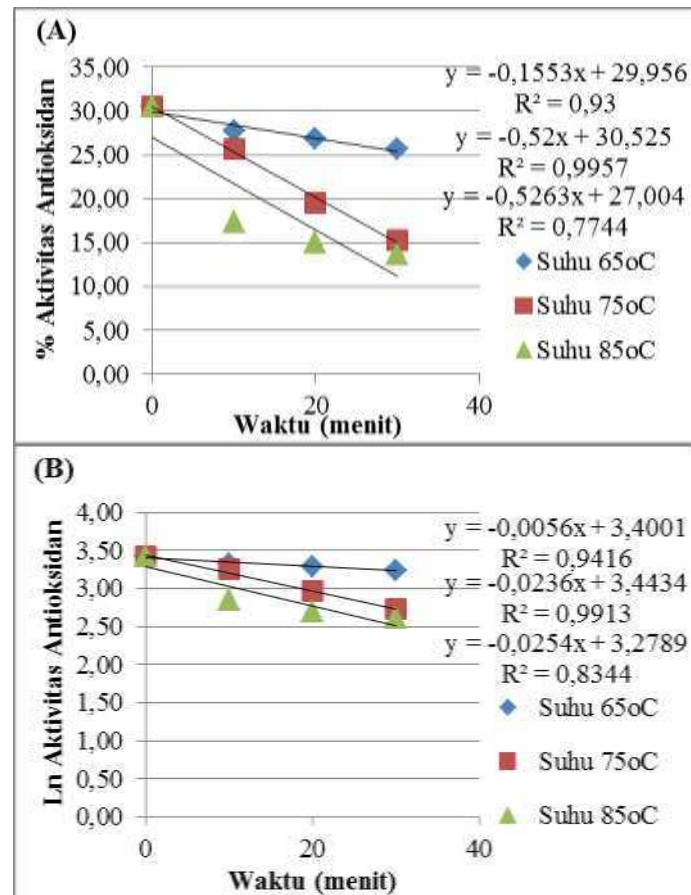 (A)
% Aktivitas Antioksidan
35,00
30,00
25,00
20,00
15,00
10,00
5,00
0,00
0
20
40
Waktu (menit)
y = -0,1553x + 29,956
R² = 0,93
y = -0,52x + 30,525
R² = 0,9957
y = -0,5263x + 27,004
R² = 0,7744
Suhu 65oC
Suhu 75oC
Suhu 85oC
(B)
Ln Aktivitas Antioksidan
4,00
3,50
3,00
2,50
2,00
1,50
1,00
0,50
0,00
0
20
40
Waktu (menit)
y = -0,0056x + 3,4001
R² = 0,9416
y = -0,0236x + 3,4434
R² = 0,9913
y = -0,0254x + 3,2789
R² = 0,8344
Suhu 65oC
Suhu 75oC
Suhu 85oC